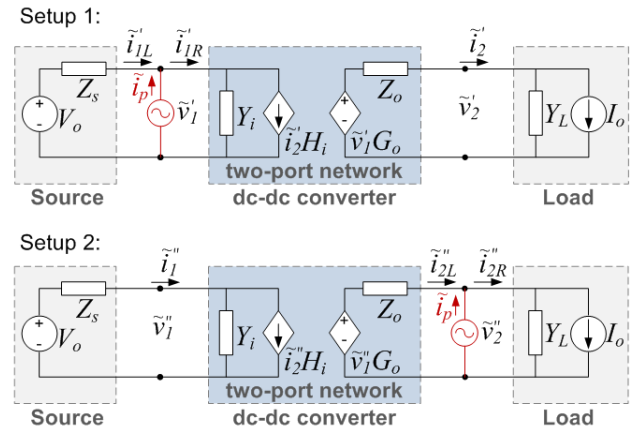 Setup 1:
ĩ'1L ĩ'1R ĩ'2
Zs ĩp Zo
Vo ṽ'1 Yi ĩ'2Hi ṽ'1Go ṽ'2 YL Io
Source two-port network Load
dc-dc converter
Setup 2:
ĩ"1 ĩ"2L ĩ"2R
Zs Zo ĩp
Vo ṽ"1 Yi ĩ"2Hi ṽ"1Go ṽ"2 YL Io
two-port network
Source dc-dc converter Load